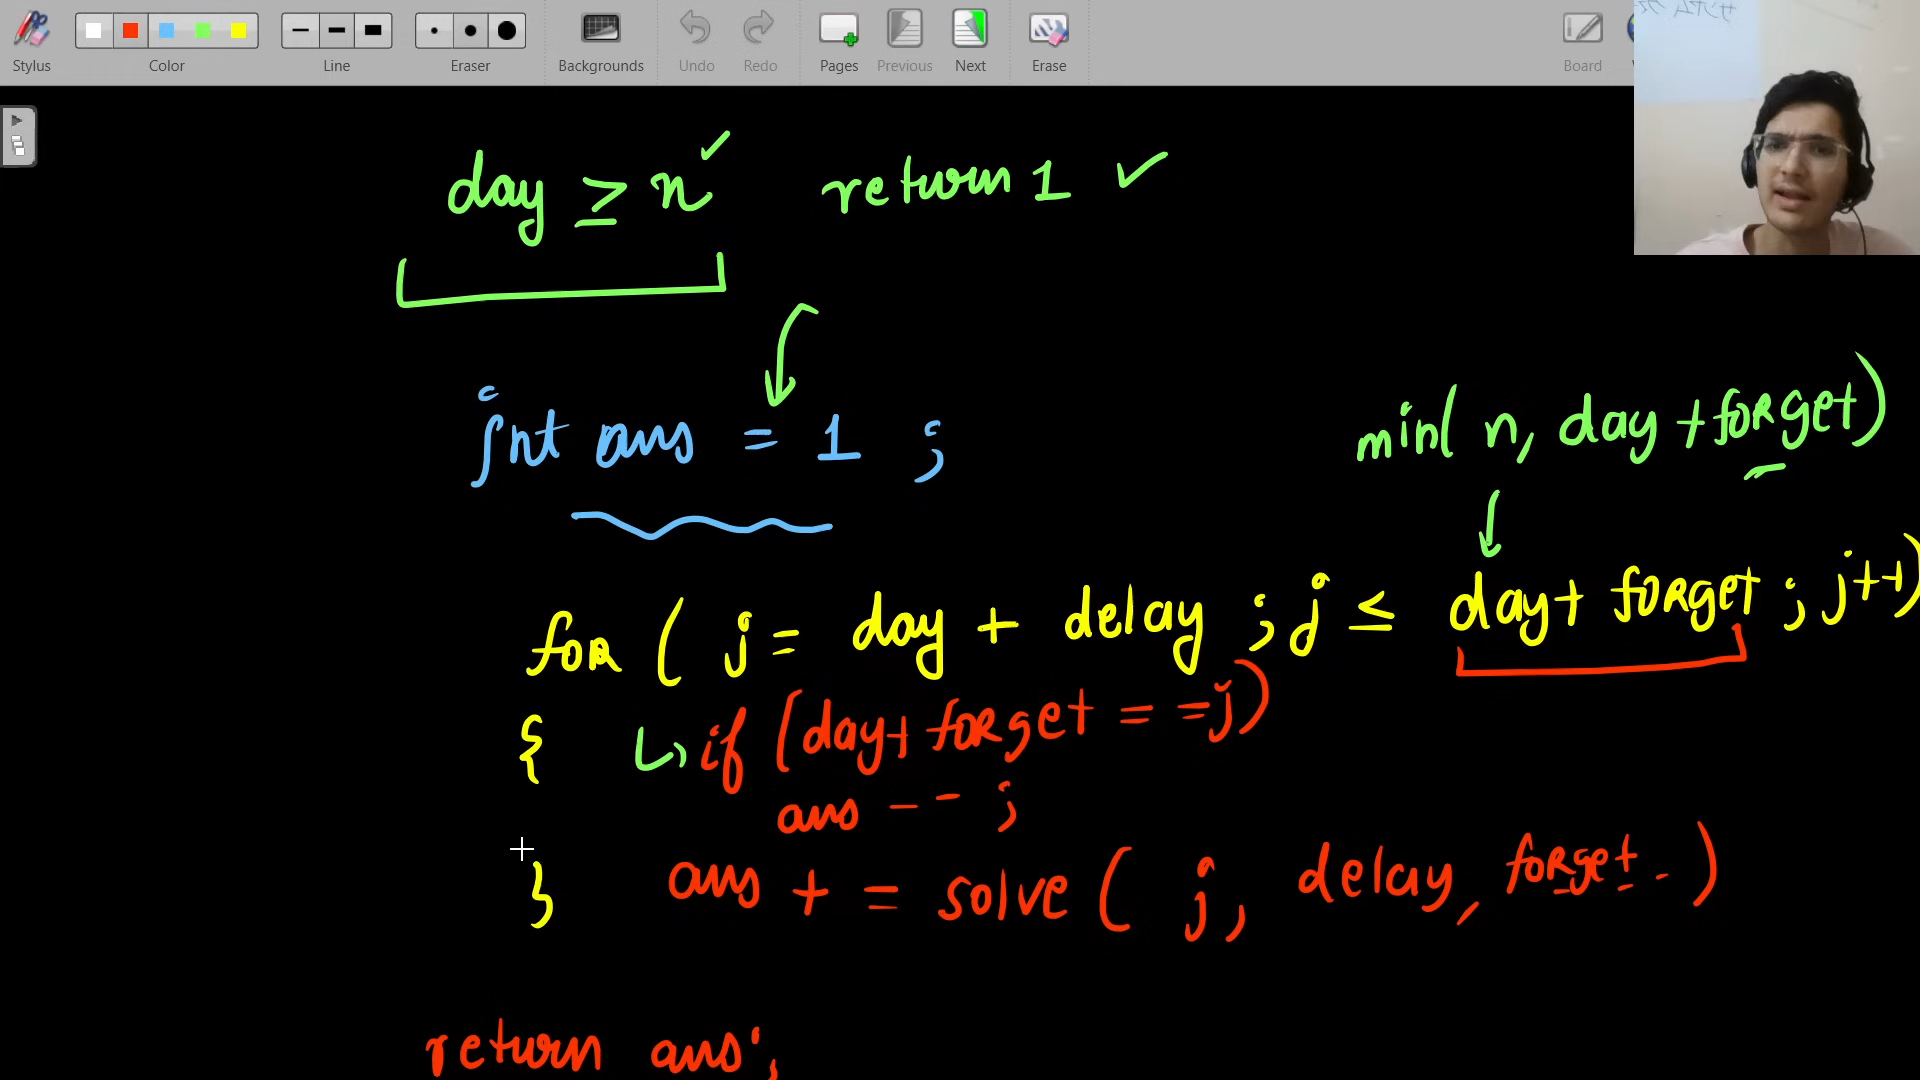 Stylus Color Line Eraser Backgrounds Undo Redo Pages Previous Next Erase Board
day ≥ n return 1
int ans = 1 ;
min( n, day + forget)
for ( j = day + delay ; j ≤ day + forget ; j++)
{ if (day + forget == j)
ans -- ;
} ans += solve ( j, delay, forget - )
return ans ;